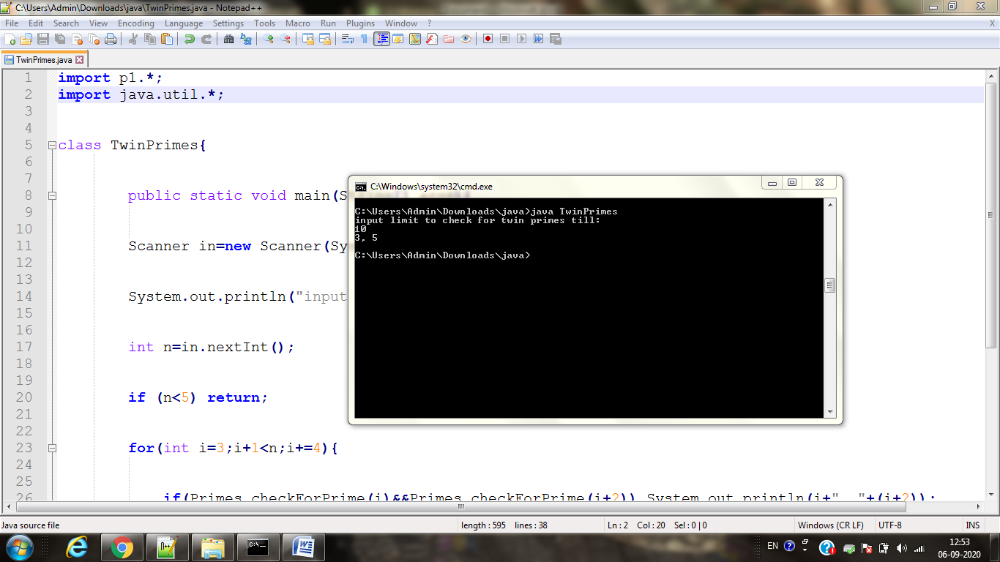 C:\Users\Admin\Downloads\java\TwinPrimes.java - Notepad++
File Edit Search View Encoding Language Settings Tools Macro Run Plugins Window ? X
TwinPrimes.java
1 import p1.*;
2 import java.util.*;
3
4
5 class TwinPrimes{
6
7
8 public static void main(S
9
10
11 Scanner in=new Scanner(Sy
12
13
14 System.out.println("input
15
16
17 int n=in.nextInt();
18
19
20 if (n<5) return;
21
22
23 for(int i=3;i+1<n;i+=4){
24
25
26 if(Primes.checkForPrime(i)&&Primes.checkForPrime(i+2)) System.out.println(i+", "+(i+2));
C:\Windows\system32\cmd.exe
C:\Users\Admin\Downloads\java>java TwinPrimes
input limit to check for twin primes till:
10
3, 5
C:\Users\Admin\Downloads\java>
Java source file length : 595 lines : 38 Ln : 2 Col : 20 Sel : 0 | 0 Windows (CR LF) UTF-8 INS
EN 12:53
06-09-2020